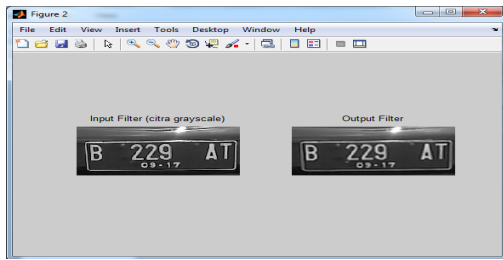 Figure 2
File Edit View Insert Tools Desktop Window Help
Input Filter (citra grayscale) Output Filter
B 229 AT B 229 AT
09-17 09-17